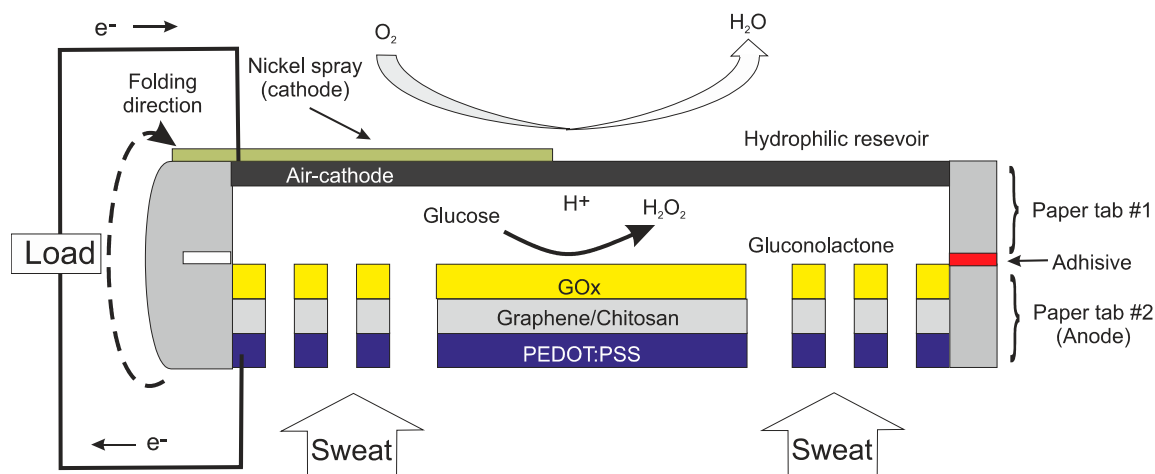 e-
O2
H2O
Nickel spray
(cathode)
Folding
direction
Hydrophilic resevoir
Air-cathode
Paper tab #1
H+
Glucose
H2O2
Load
Gluconolactone
Adhisive
GOx
Graphene/Chitosan
Paper tab #2
(Anode)
PEDOT:PSS
e-
Sweat
Sweat